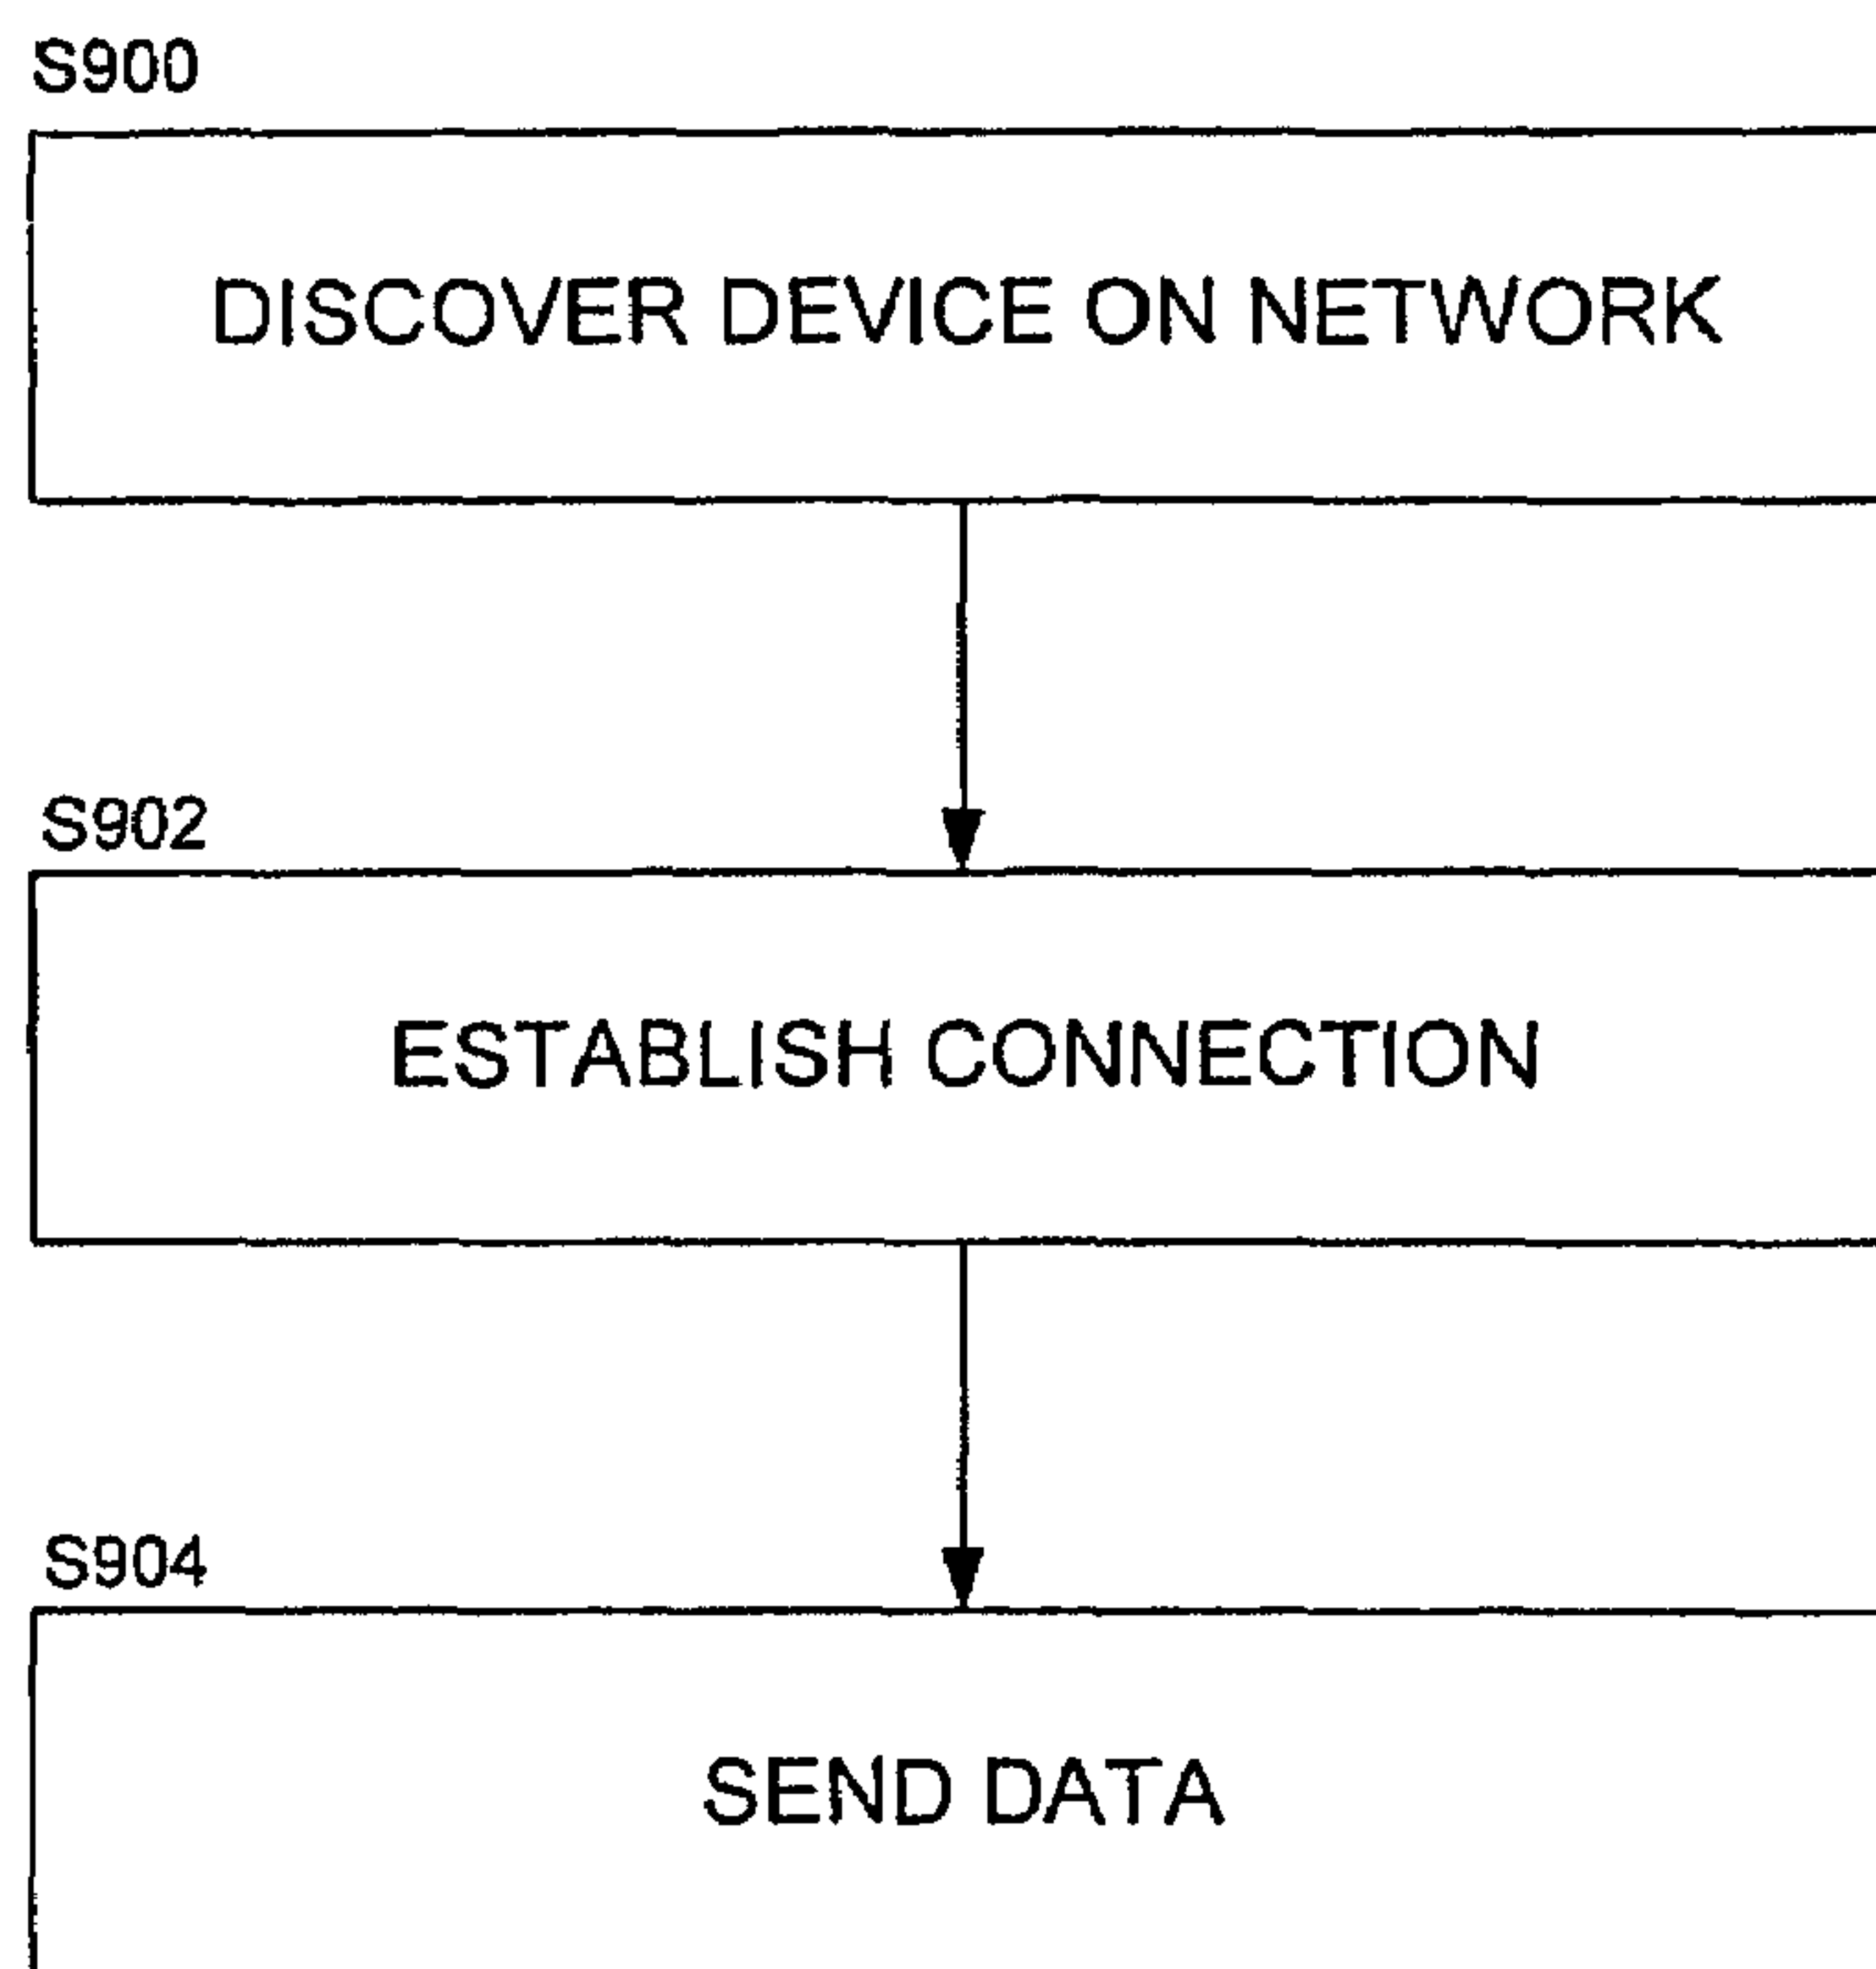 S900
DISCOVER DEVICE ON NETWORK
S902
ESTABLISH CONNECTION
S904
SEND DATA